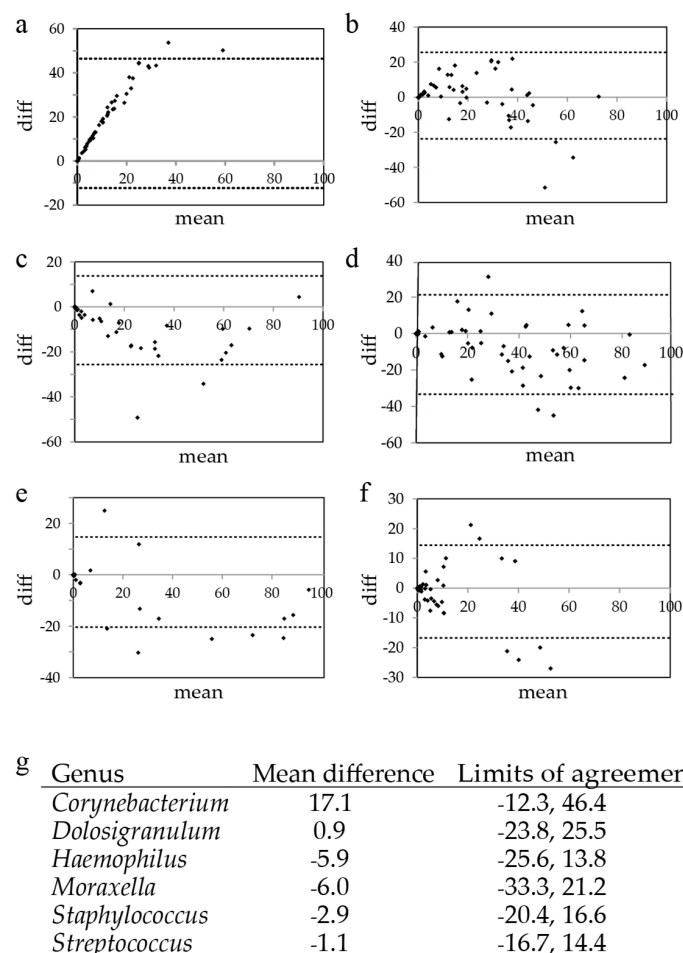 a
60
40
20
0
-20
diff
0 20 40 60 80 100
mean
b
40
20
0
-20
-40
-60
diff
0 20 40 60 80 100
mean
c
20
0
-20
-40
-60
diff
0 20 40 60 80 100
mean
d
40
20
0
-20
-40
-60
diff
0 20 40 60 80 100
mean
e
20
0
-20
-40
diff
0 20 40 60 80 100
mean
f
30
20
10
0
-10
-20
-30
diff
0 20 40 60 80 100
mean
g
Genus Mean difference Limits of
Corynebacterium 17.1 -12.3, 46.4
Dolosigranulum 0.9 -23.8, 25.5
Haemophilus -5.9 -25.6, 13.8
Moraxella -6.0 -33.3, 21.2
Staphylococcus -2.9 -20.4, 16.6
Streptococcus -1.1 -16.7, 14.4